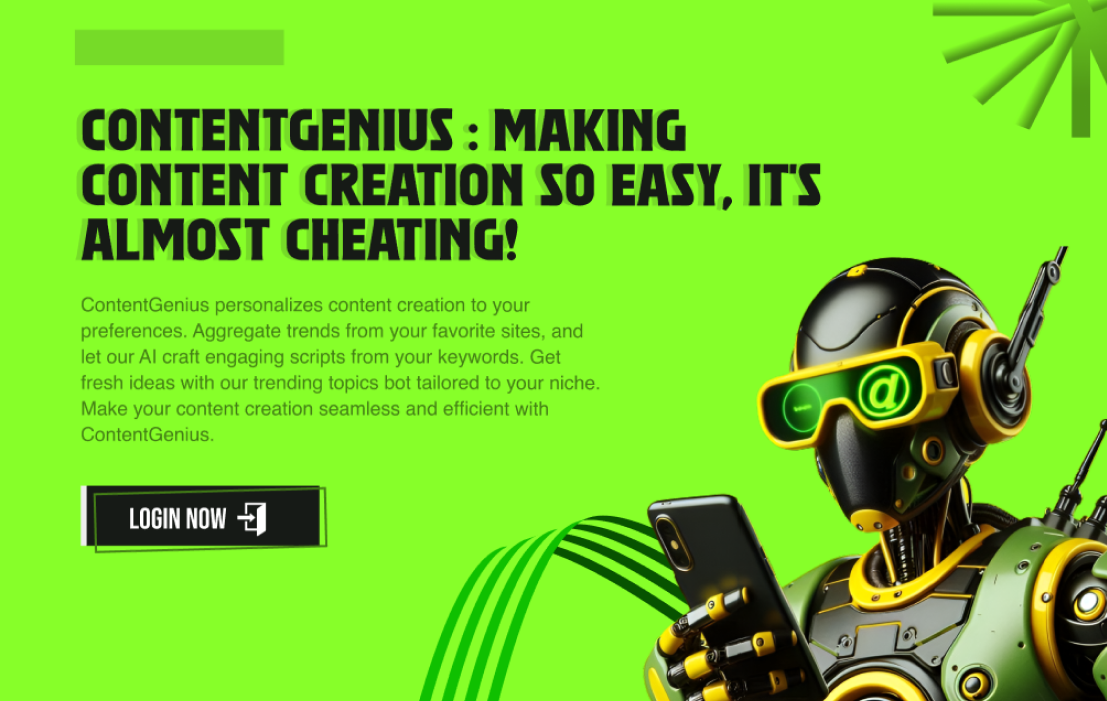 CONTENTGENIUS : MAKING
CONTENT CREATION SO EASY, IT'S
ALMOST CHEATING!
ContentGenius personalizes content creation to your
preferences. Aggregate trends from your favorite sites, and
let our AI craft engaging scripts from your keywords. Get
fresh ideas with our trending topics bot tailored to your niche.
Make your content creation seamless and efficient with
ContentGenius.
@
LOGIN NOW